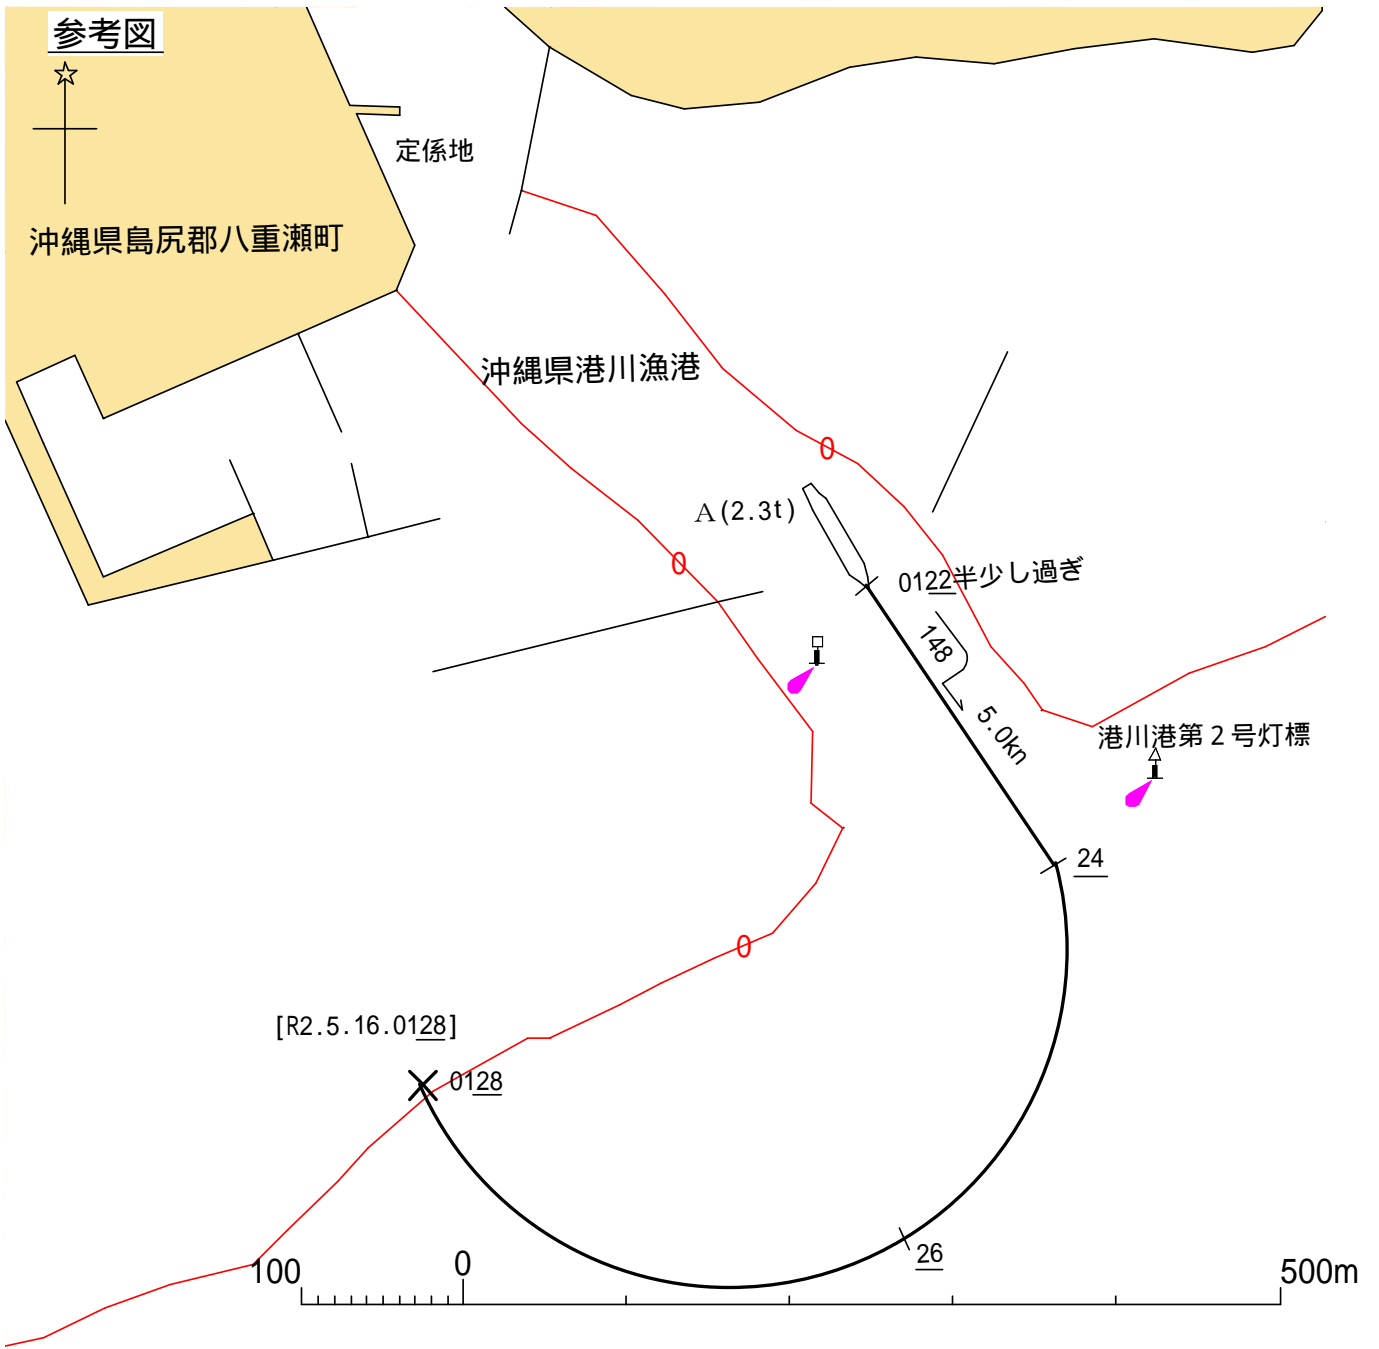 参考図
定係地
沖縄県島尻郡八重瀬町
沖縄県港川漁港
0
A(2.3t)
0
0122半少し過ぎ
148
5.0kn
港川港第2号灯標
24
0
[R2.5.16.0128]
0128
26
100
0
500m